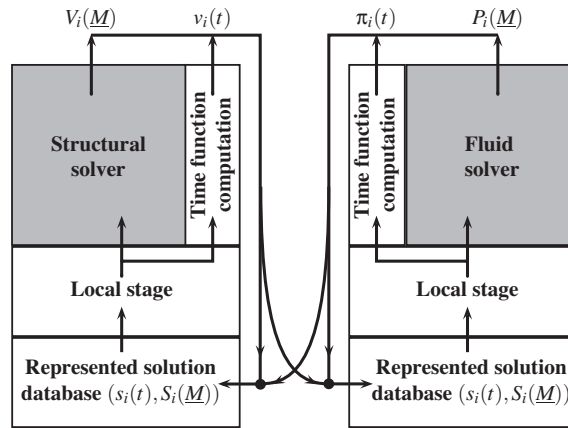 V_i(M) v_i(t) π_i(t) P_i(M)
Structural
solver
Time function
computation
Time function
computation
Fluid
solver
Local stage
Local stage
Represented solution
database (s_i(t), S_i(M))
Represented solution
database (s_i(t), S_i(M))